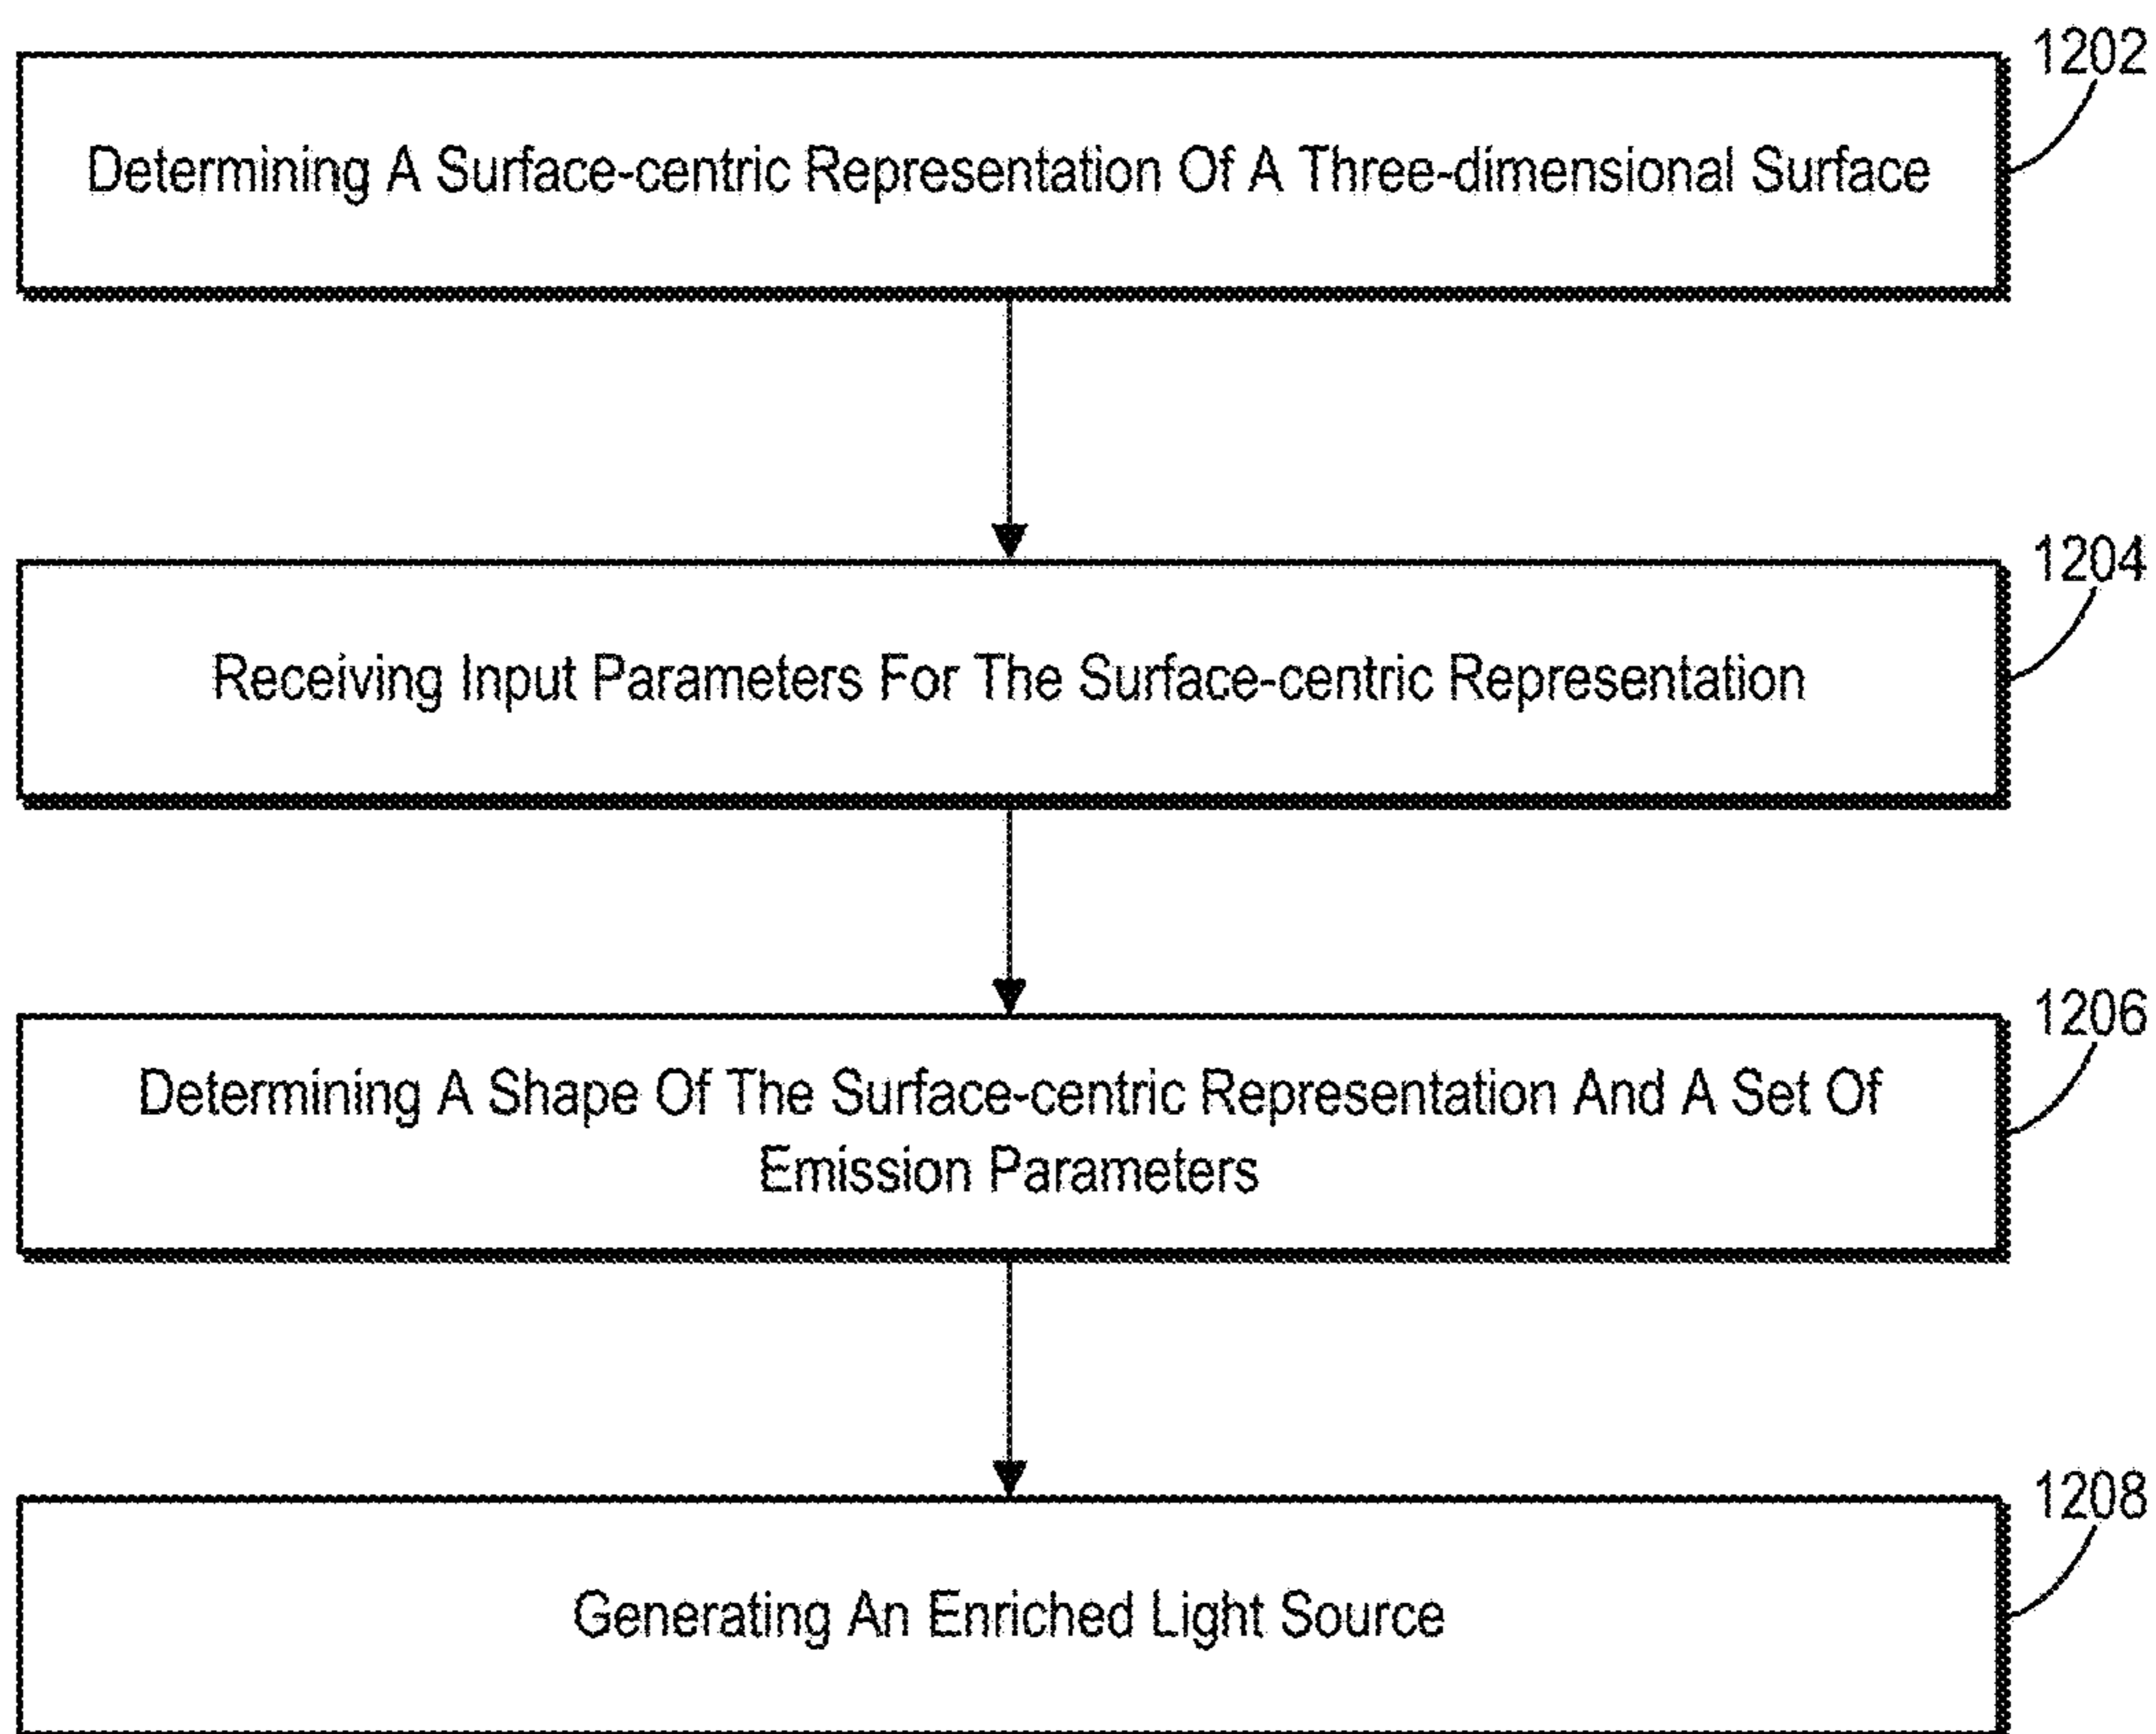 1202
Determining A Surface-centric Representation Of A Three-dimensional Surface
1204
Receiving Input Parameters For The Surface-centric Representation
1206
Determining A Shape Of The Surface-centric Representation And A Set Of
Emission Parameters
1208
Generating An Enriched Light Source